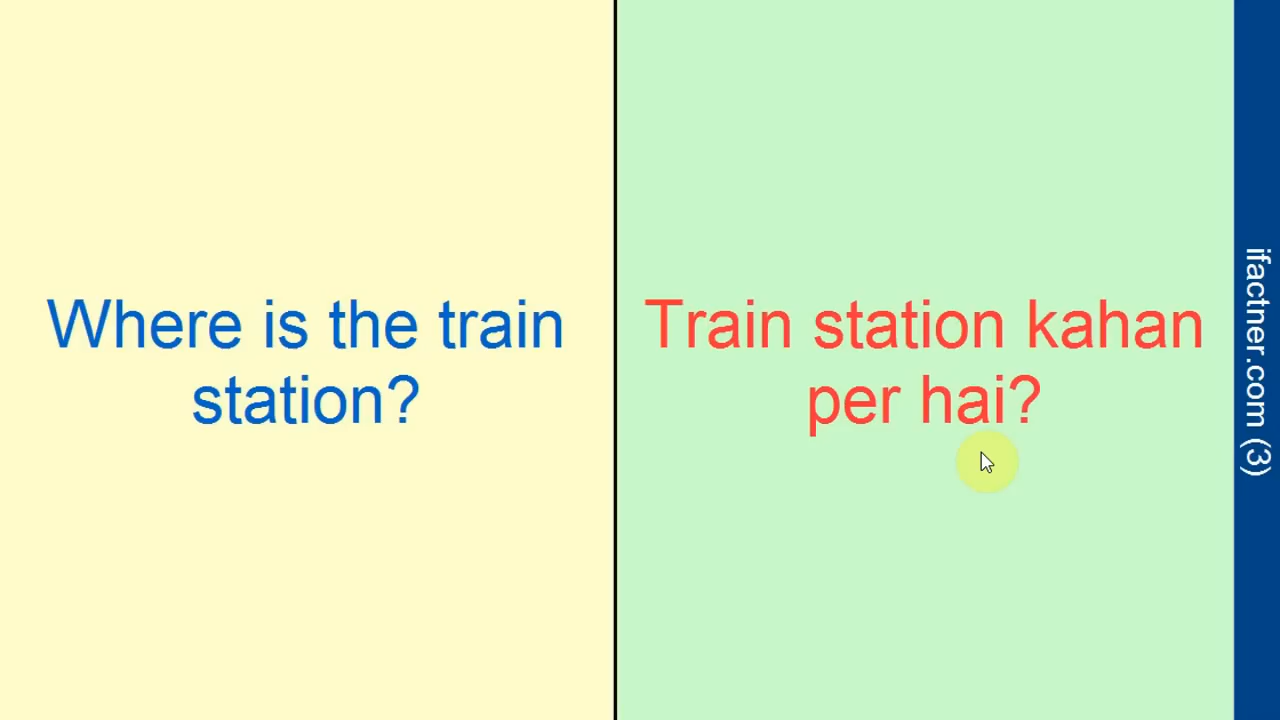 Where is the train
station?
Train station kahan
per hai?
ifactner.com (3)